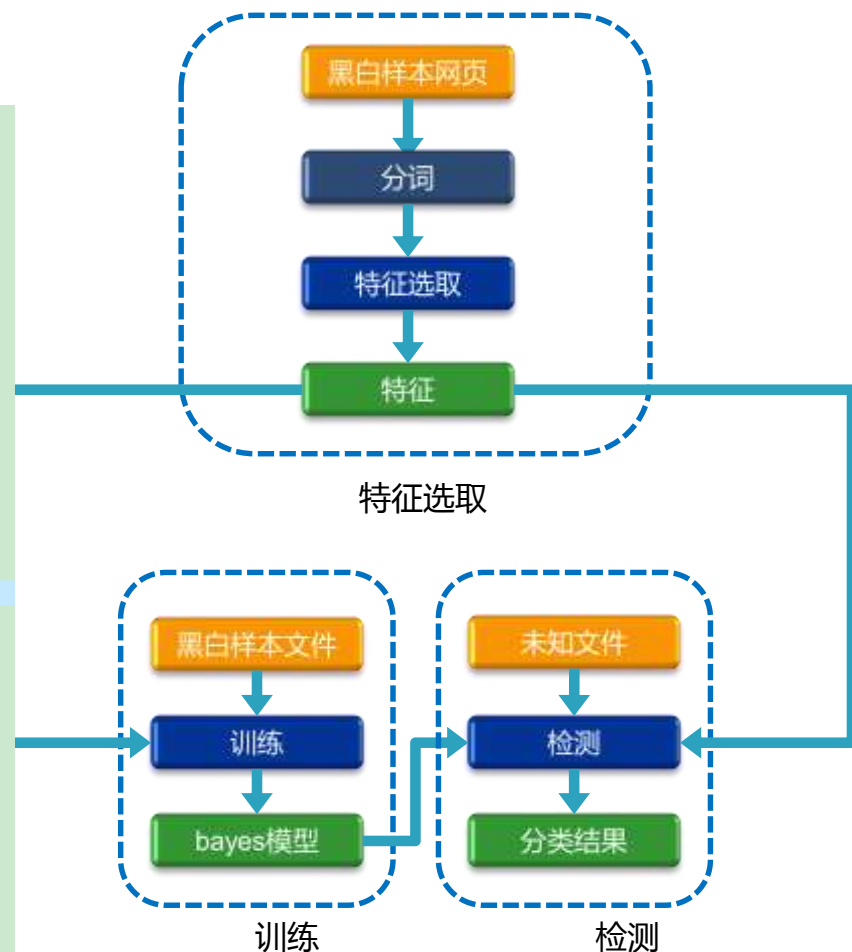 黑白样本网页
分词
特征选取
特征
特征选取
黑白样本文件
训练
bayes模型
训练
未知文件
检测
分类结果
检测